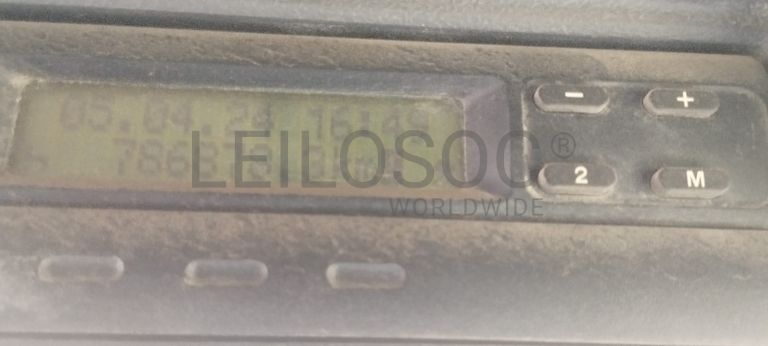 05.04.24 16:49
LEILOSOC®
WORLDWIDE
- +
2 M